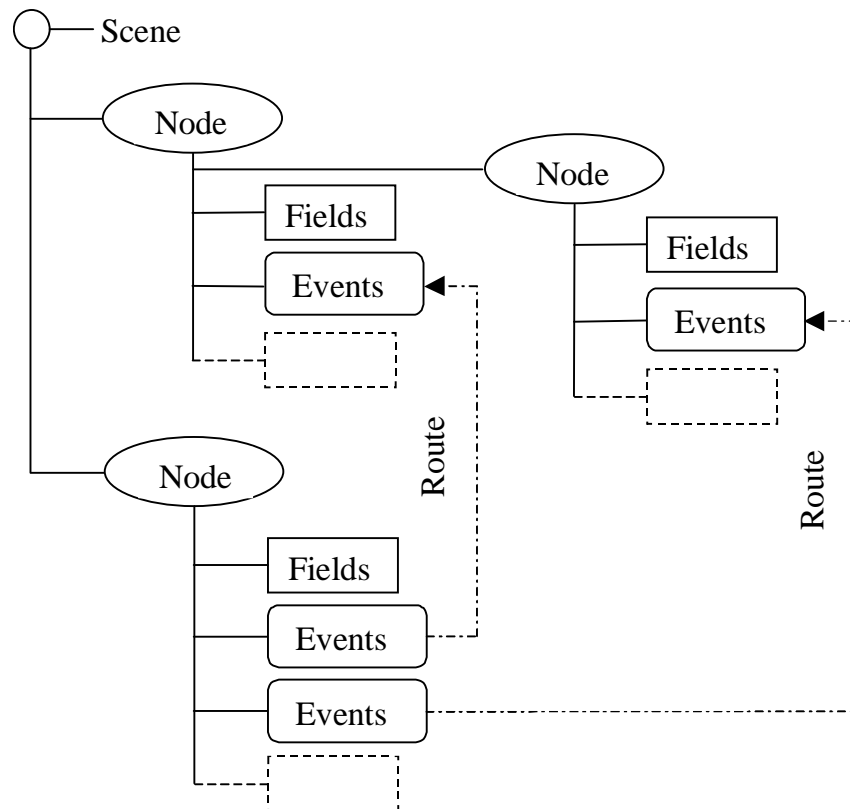 Scene
Node
Node
Fields
Fields
Events
Events
Route
Route
Node
Fields
Events
Events